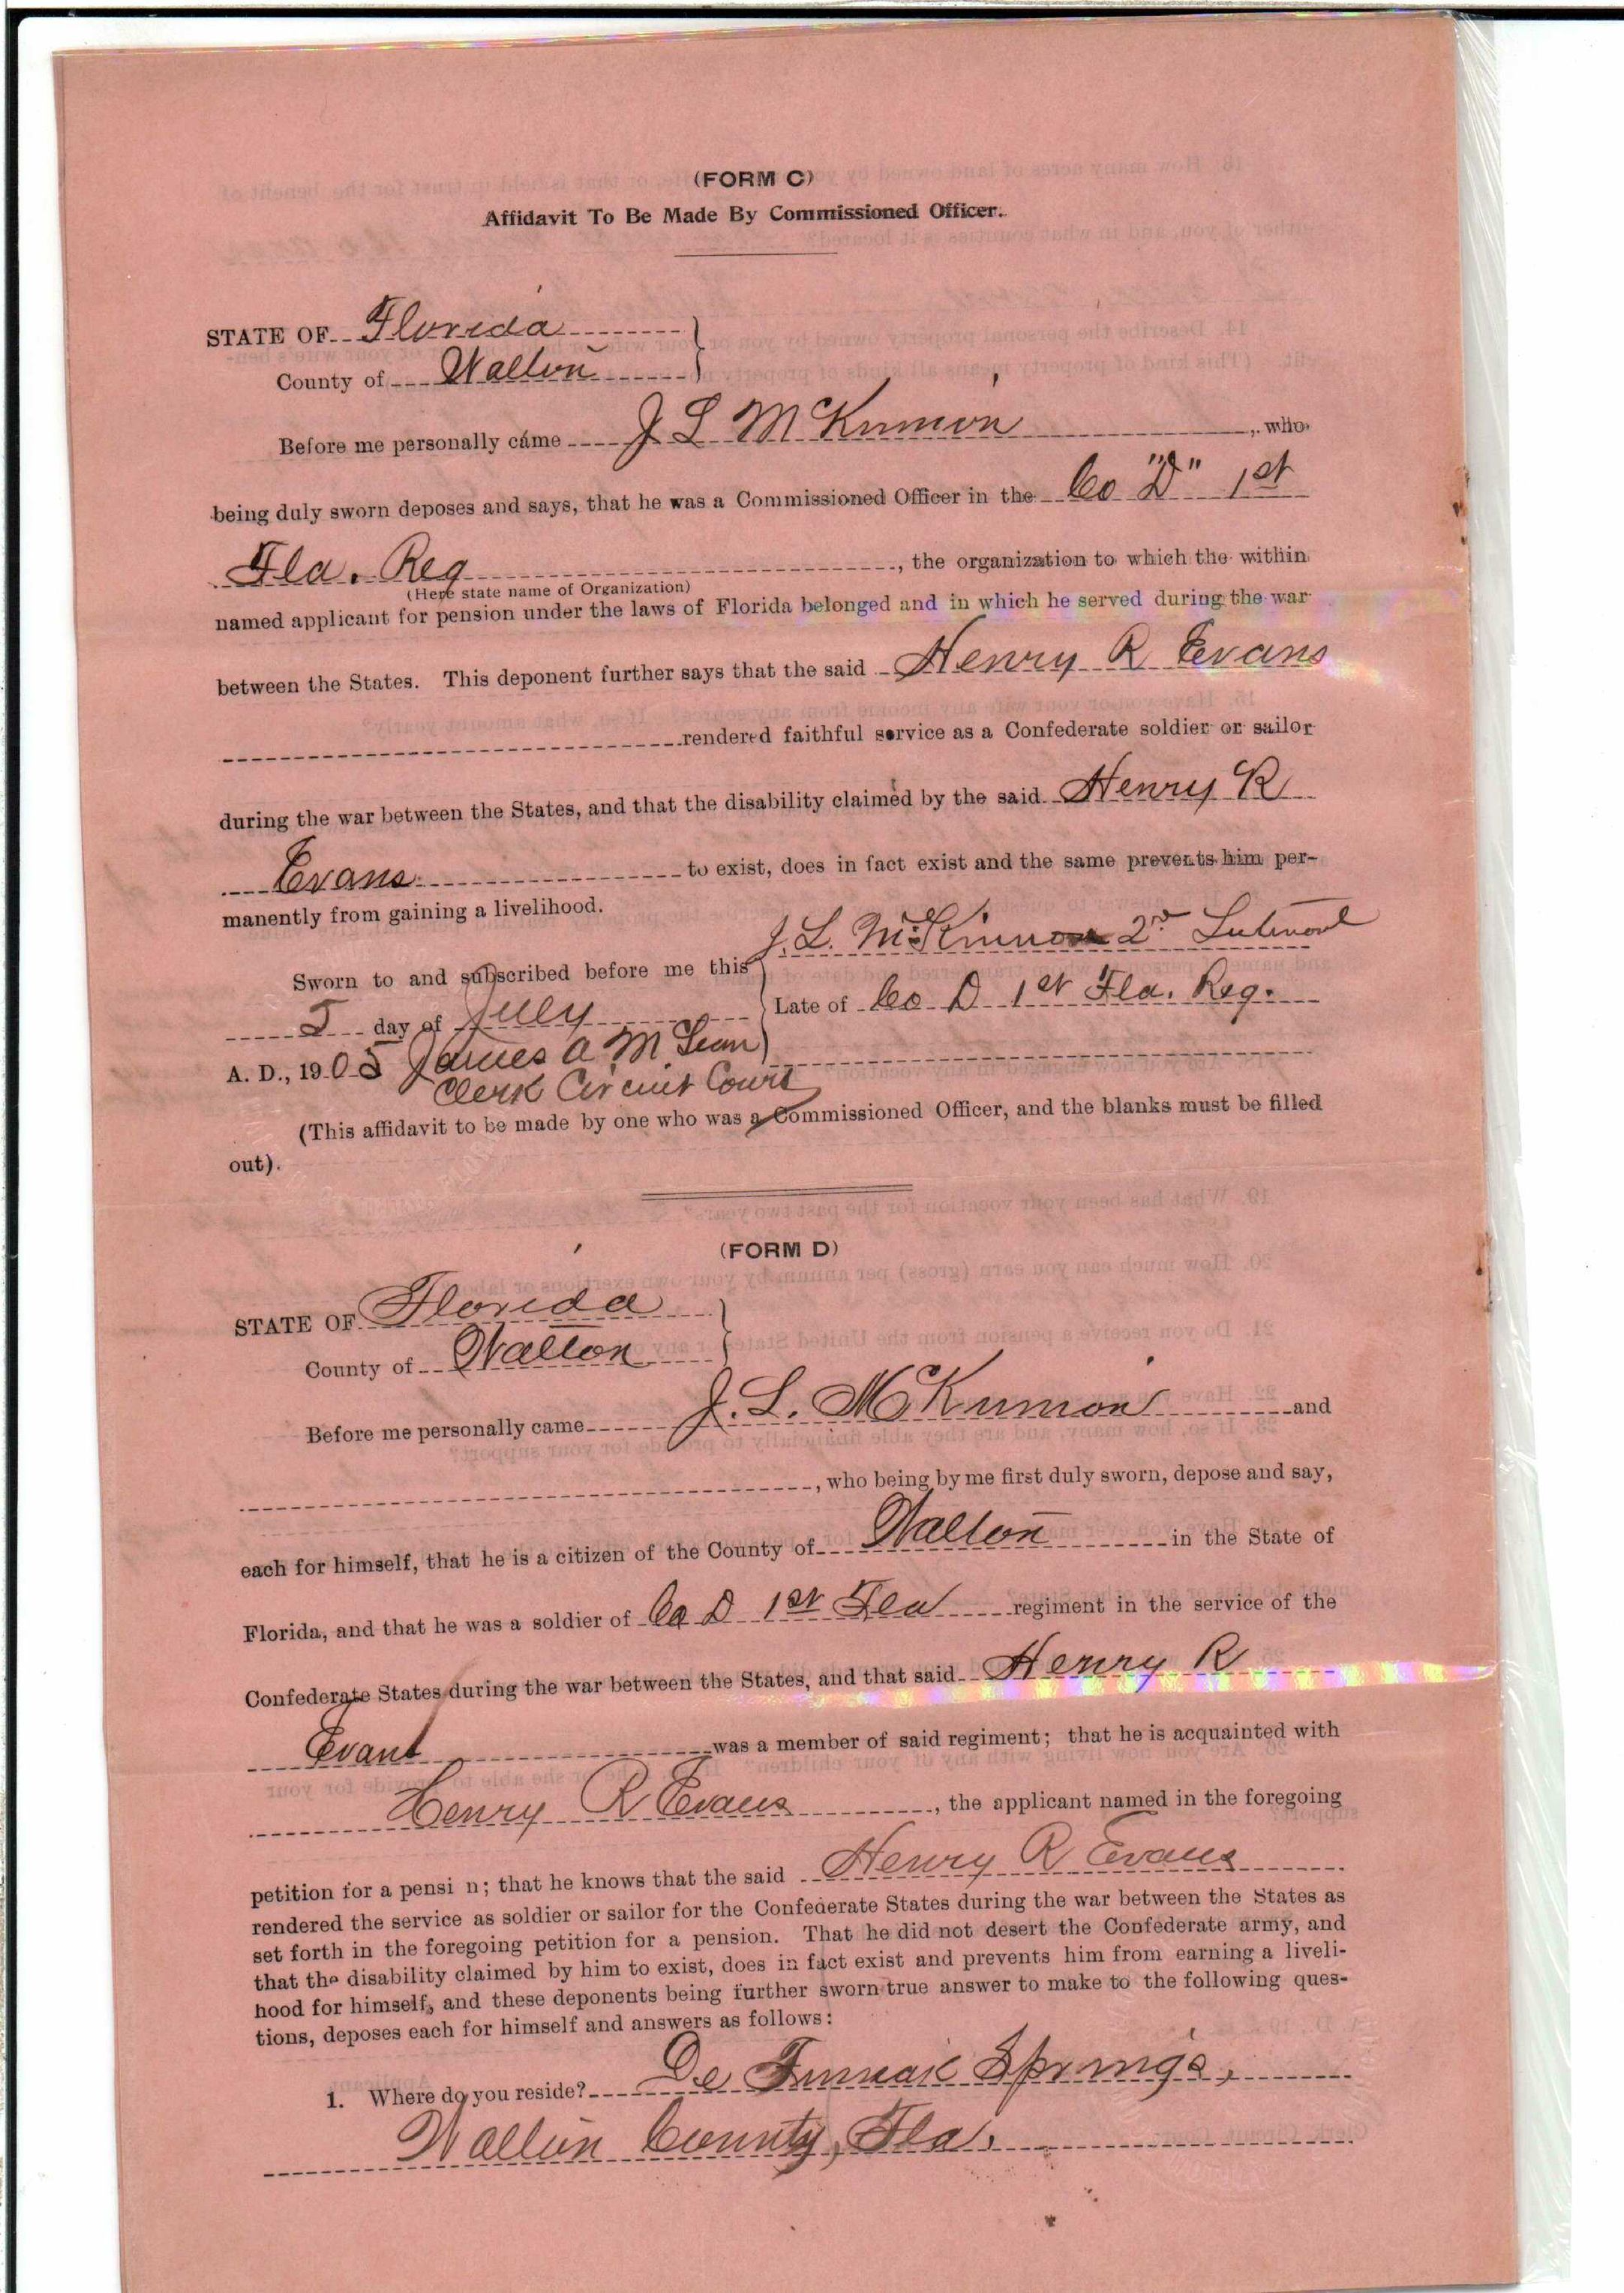 (FORM C)
Affidavit To Be Made By Commissioned Officer.
STATE OF Florida
County of Walton
Before me personally came J L McKinnon, who
being duly sworn deposes and says, that he was a Commissioned Officer in the Co "D" 1st
Fla. Reg, the organization to which the within
(Here state name of Organization)
named applicant for pension under the laws of Florida belonged and in which he served during the war
between the States. This deponent further says that the said Henry R Evans
rendered faithful service as a Confederate soldier or sailor
during the war between the States, and that the disability claimed by the said Henry R
Evans to exist, does in fact exist and the same prevents him per-
manently from gaining a livelihood.
J. L. McKinnon 2d
Sworn to and subscribed before me this
Late of Co D 1st Fla. Reg.
5 day of July
A. D., 1905 James A McLean
Clerk Circuit Court
(This affidavit to be made by one who was a Commissioned Officer, and the blanks must be filled
out).
(FORM D)
STATE OF Florida
County of Walton
Before me personally came J. L. McKinnon and
, who being by me first duly sworn, depose and say,
each for himself, that he is a citizen of the County of Walton in the State of
Florida, and that he was a soldier of Co D 1st Fla regiment in the service of the
Confederate States during the war between the States, and that said Henry R
Evans was a member of said regiment; that he is acquainted with
Henry R Evans, the applicant named in the foregoing
petition for a pensi n; that he knows that the said Henry R Evans
rendered the service as soldier or sailor for the Confederate States during the war between the States as
set forth in the foregoing petition for a pension. That he did not desert the Confederate army, and
that the disability claimed by him to exist, does in fact exist and prevents him from earning a liveli-
hood for himself, and these deponents being further sworn true answer to make to the following ques-
tions, deposes each for himself and answers as follows:
1. Where do you reside? De Funiak Springs,
Walton County, Fla.